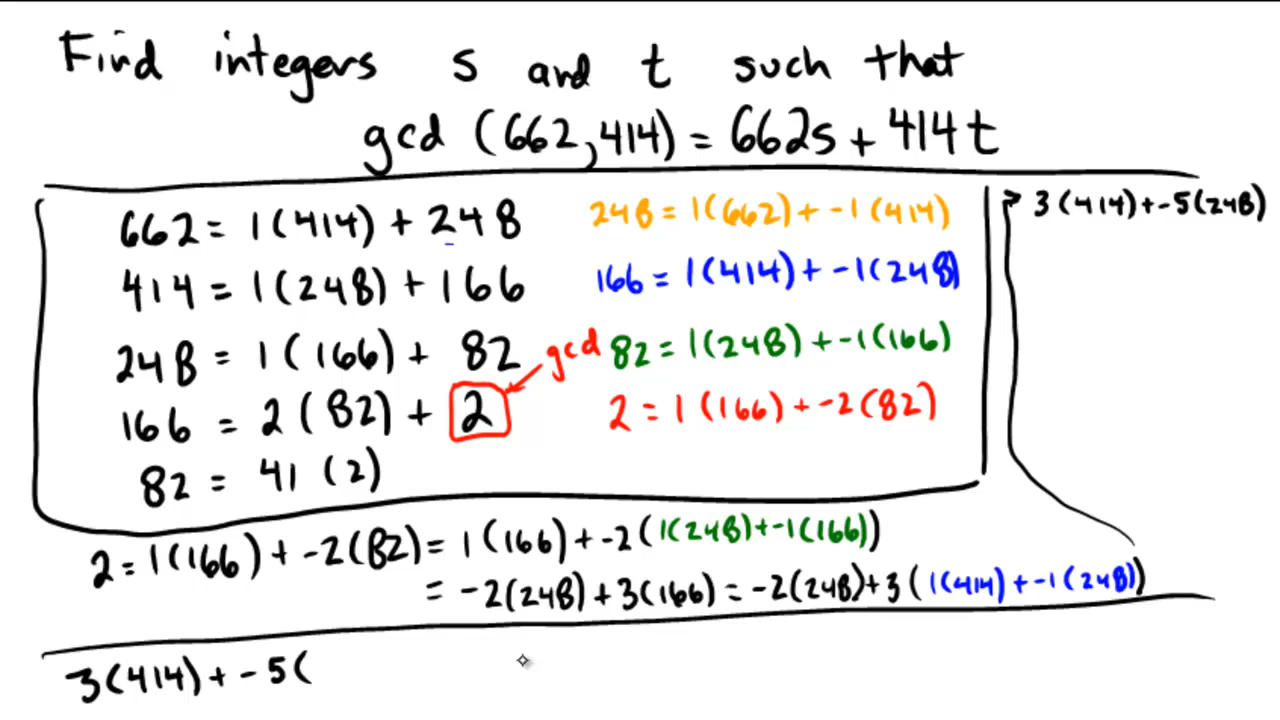 Find integers s and t such that
gcd (662,414) = 662s + 414t
662 = 1(414) + 248
414 = 1(248) + 166
248 = 1(166) + 82
166 = 2(82) + 2
82 = 41(2)
gcd
248 = 1(662) + -1(414)
166 = 1(414) + -1(248)
82 = 1(248) + -1(166)
2 = 1(166) + -2(82)
3(414) + -5(248)
2 = 1(166) + -2(82) = 1(166) + -2(1(248) + -1(166))
= -2(248) + 3(166) = -2(248) + 3(1(414) + -1(248))
3(414) + -5(